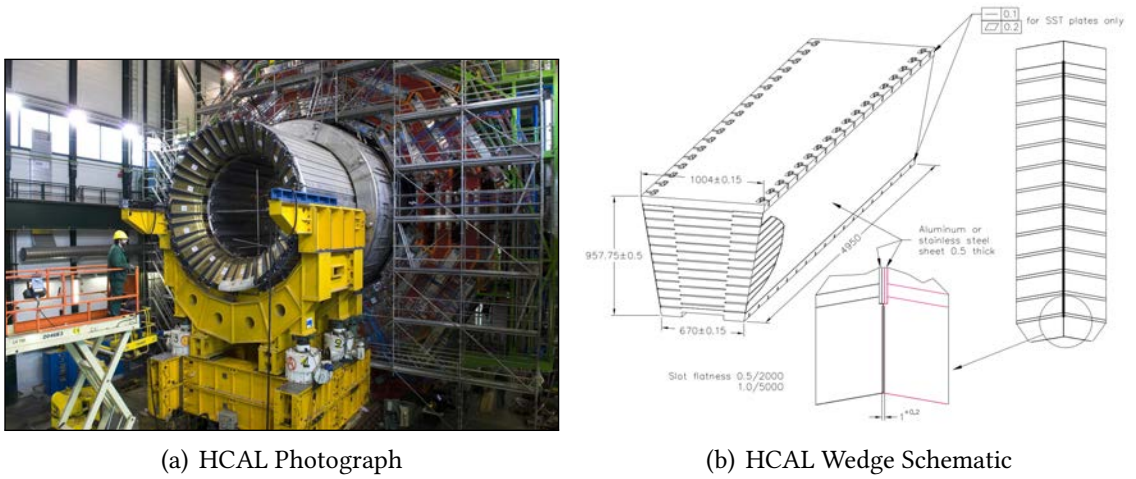 0.1
0.2
for SST plates only
1004±0.15
957.75±0.5
4950
670±0.15
Aluminum or
stainless steel
sheet 0.5 thick
Slot flatness 0.5/2000
1.0/5000
1+0.2
(a) HCAL Photograph
(b) HCAL Wedge Schematic